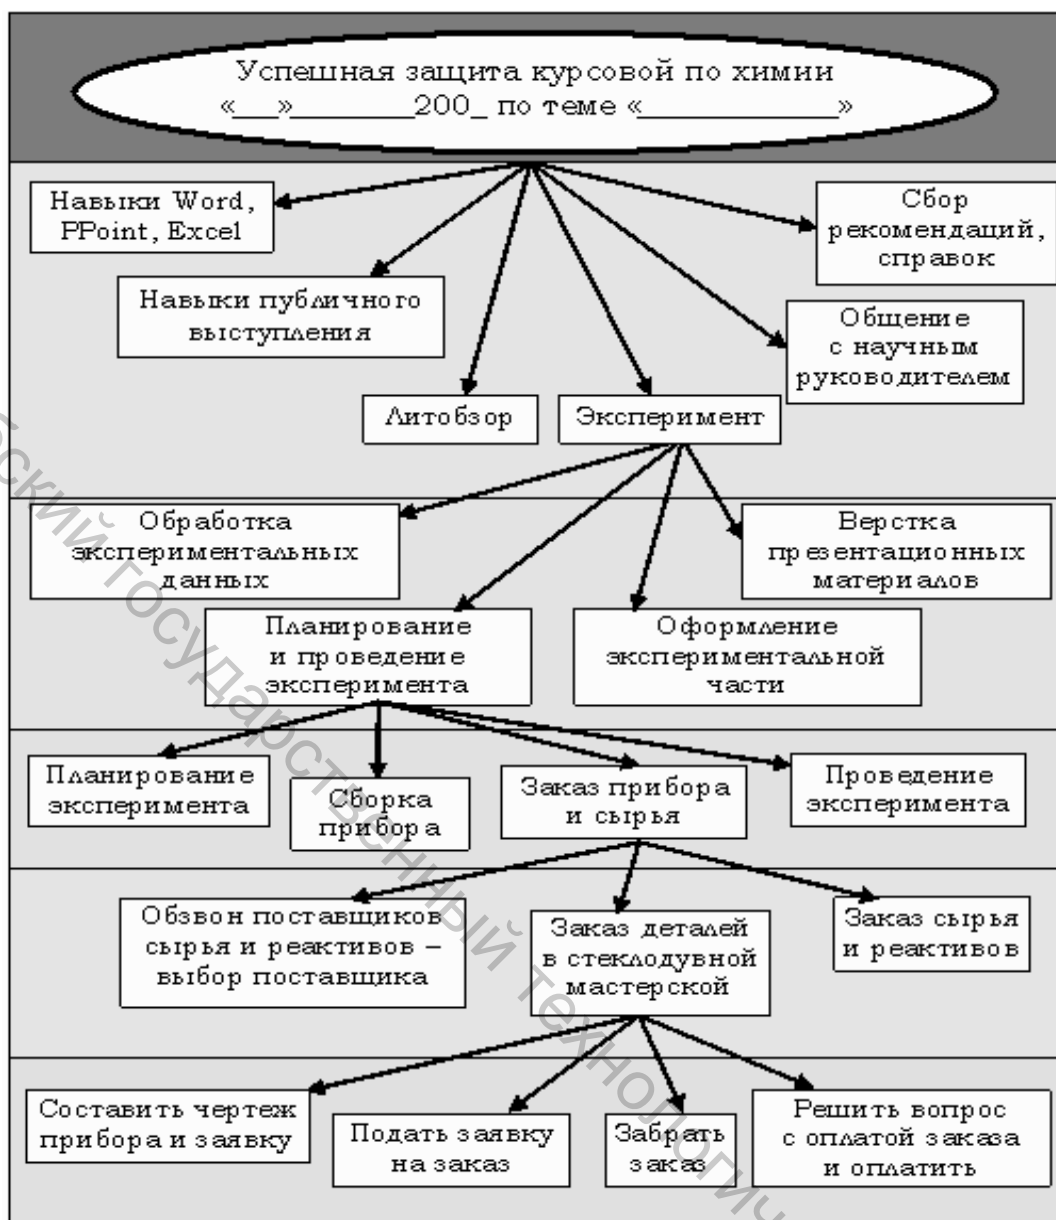 Успешная защита курсовой по химии
«___»________200_ по теме «_____________»
Навыки Word,
PPoint, Excel
Сбор
рекомендаций,
справок
Навыки публичного
выступления
Общение
с научным
руководителем
Литобзор
Эксперимент
Обработка
экспериментальных
данных
Верстка
презентационных
материалов
Планирование
и проведение
эксперимента
Оформление
экспериментальной
части
Планирование
эксперимента
Сборка
прибора
Заказ прибора
и сырья
Проведение
эксперимента
Обзвон поставщиков
сырья и реактивов –
выбор поставщика
Заказ деталей
в стеклодувной
мастерской
Заказ сырья
и реактивов
Составить чертеж
прибора и заявку
Подать заявку
на заказ
Забрать
заказ
Решить вопрос
с оплатой заказа
и оплатить
государственный